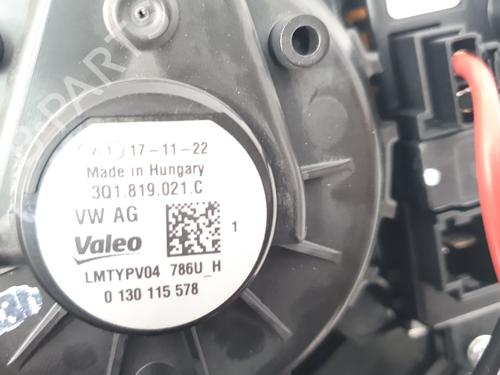 17-11-22
Made in Hungary
3Q1.819.021.C
VW AG
Valeo
1
LMTYPV04 786U_H
0 130 115 578